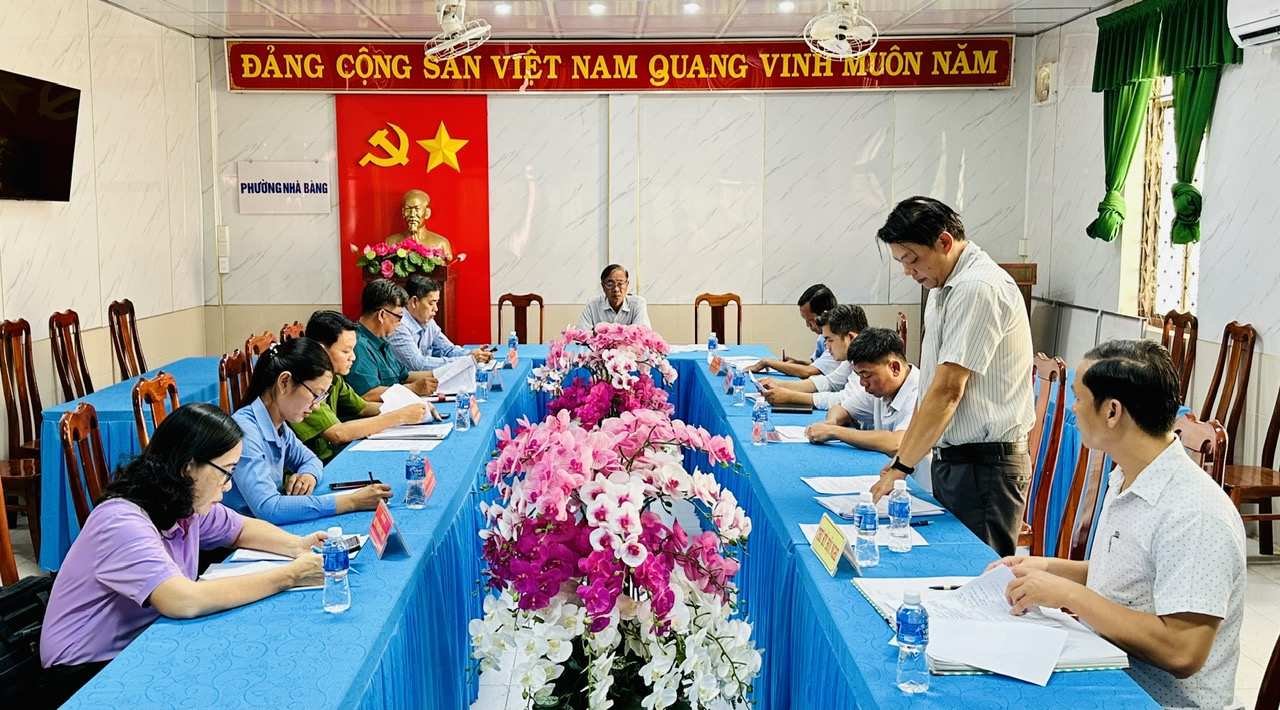 ĐẢNG CỘNG SẢN VIỆT NAM QUANG VINH MUÔN NĂM
PHƯỜNG NHÀ BÀNG